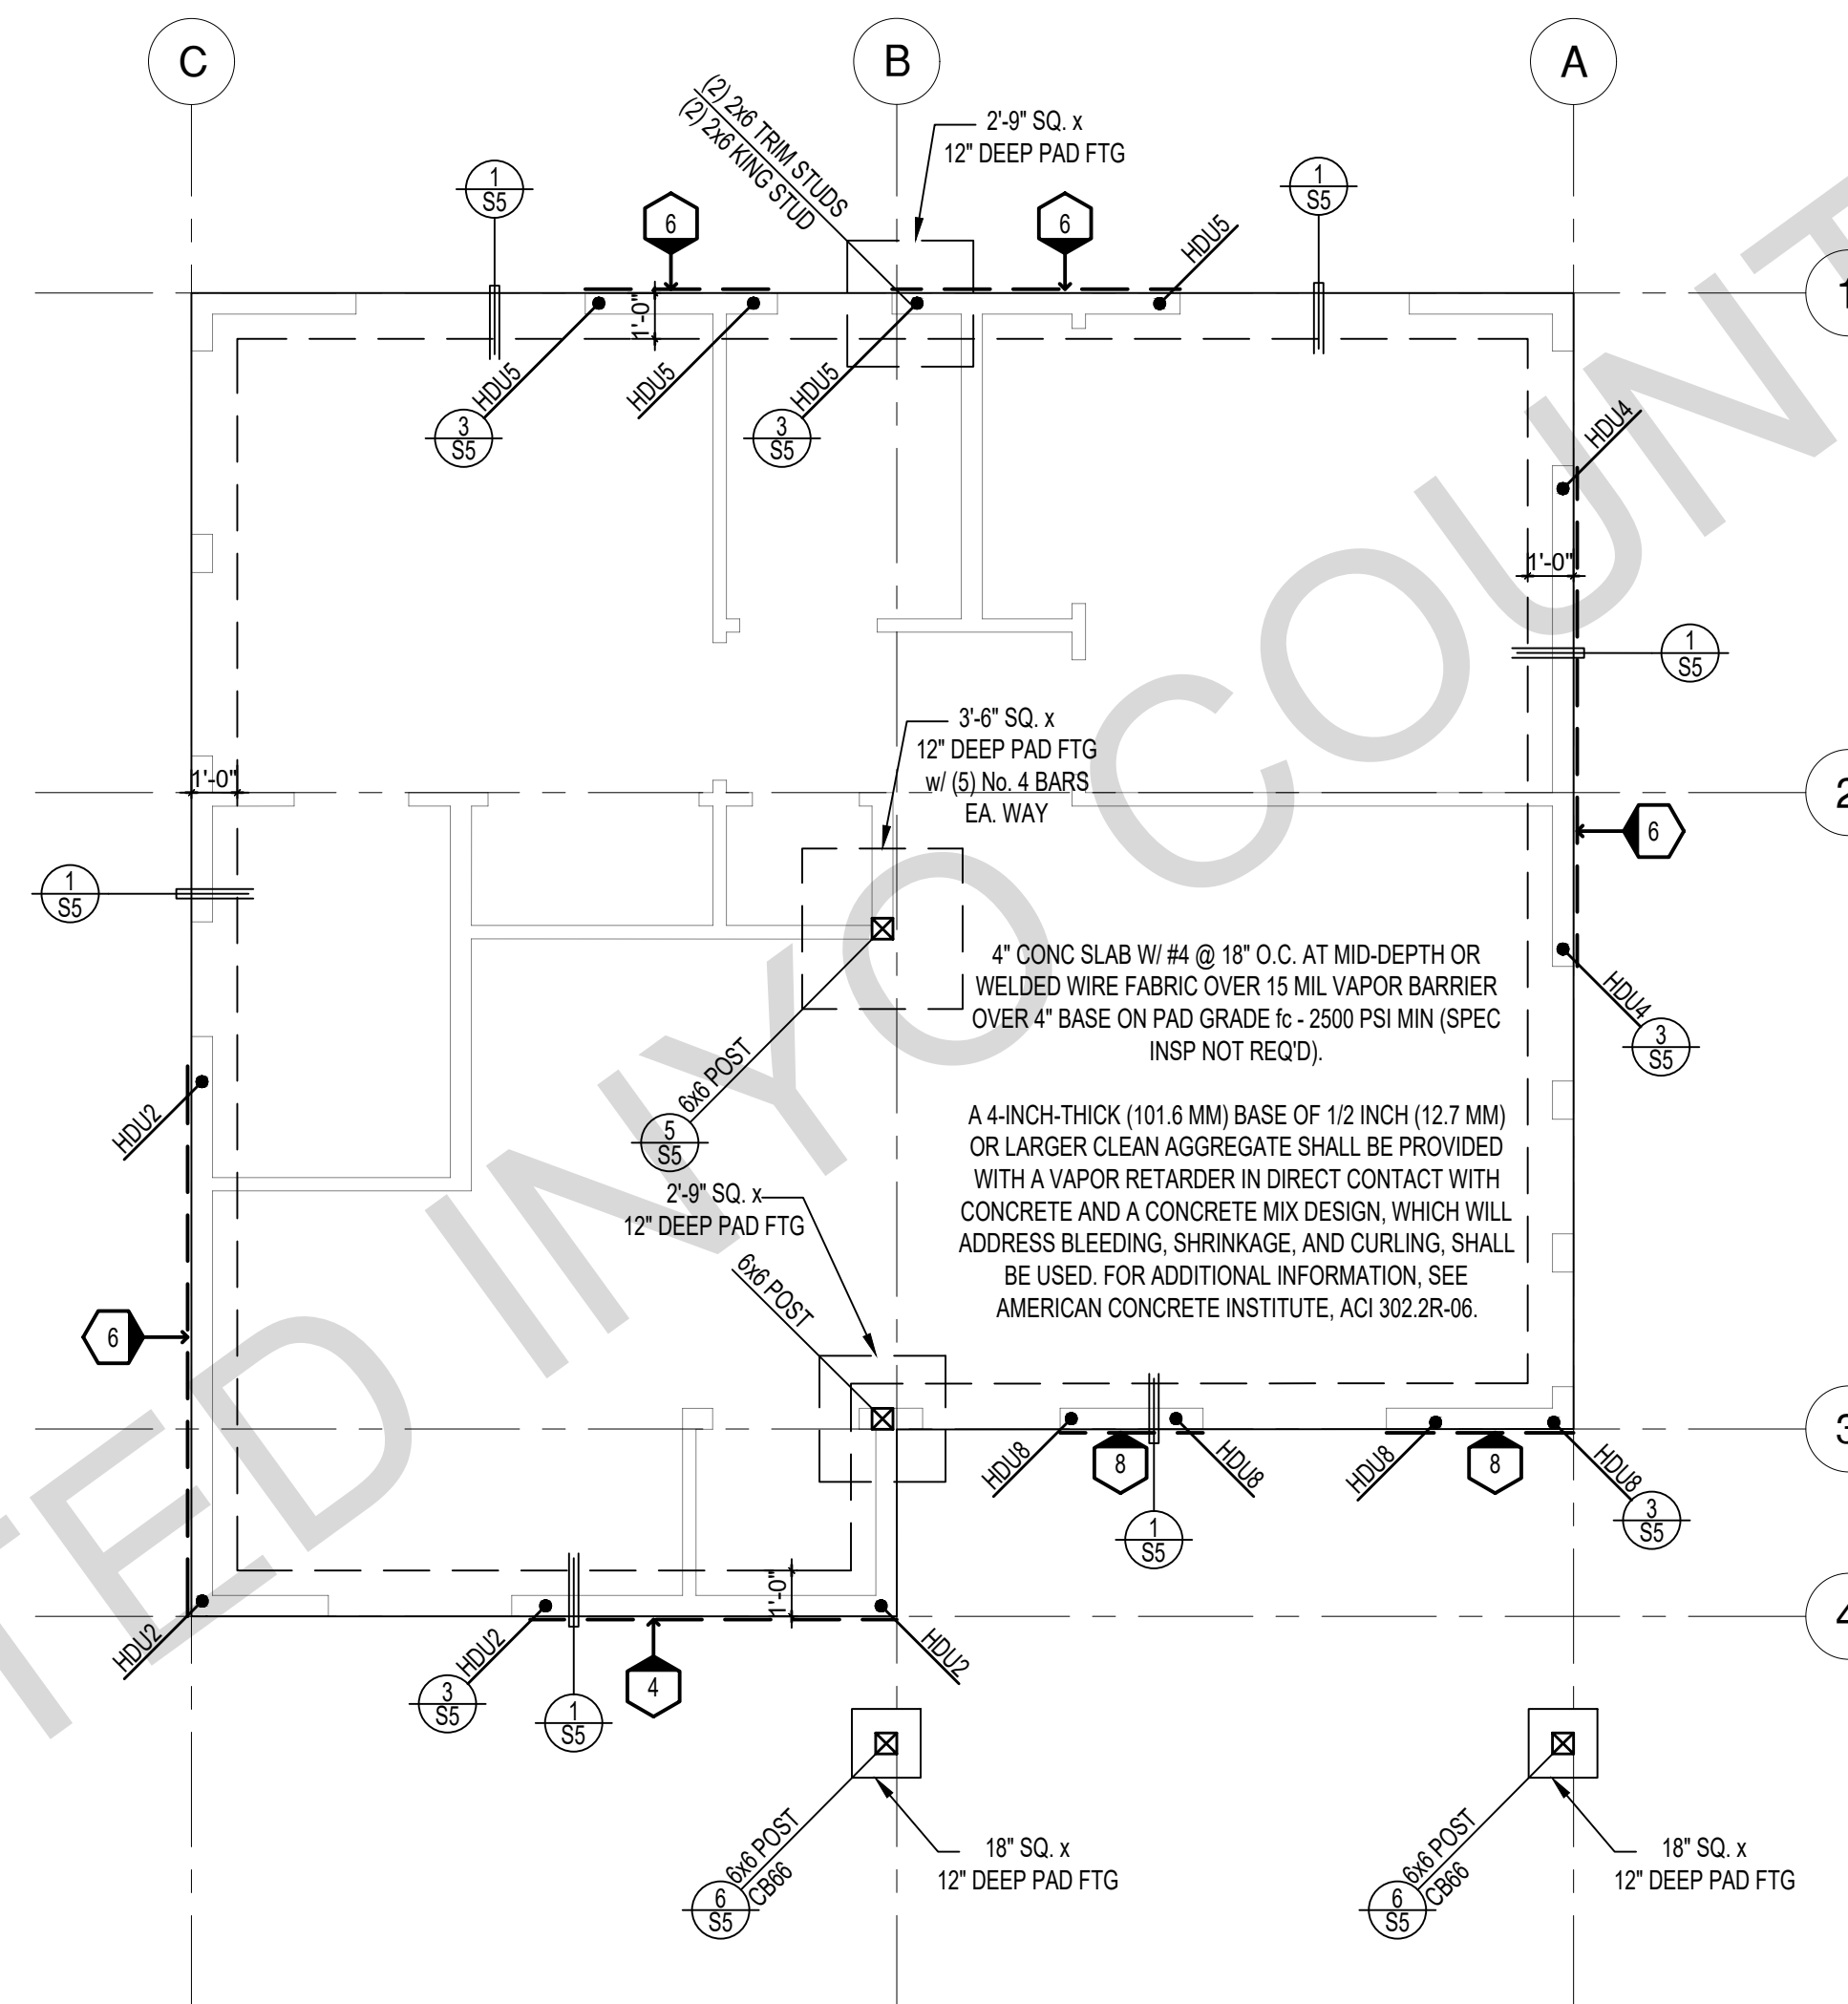 C
B
A
(2) 2x6 TRIM STUDS
(2) 2x6 KING STUD
2'-9" SQ. x
12" DEEP PAD FTG
1
S5
6
6
1
S5
HDU5
1
1'-0"
HDU5
HDU5
HDU5
3
S5
3
S5
HDU4
1'-0"
1
S5
3'-6" SQ. x
12" DEEP PAD FTG
w/ (5) No. 4 BARS
EA. WAY
1'-0"
2
6
1
S5
4" CONC SLAB W/ #4 @ 18" O.C. AT MID-DEPTH OR
WELDED WIRE FABRIC OVER 15 MIL VAPOR BARRIER
OVER 4" BASE ON PAD GRADE fc - 2500 PSI MIN (SPEC
INSP NOT REQ'D).
HDU4
3
S5
6x6 POST
5
S5
HDU2
A 4-INCH-THICK (101.6 MM) BASE OF 1/2 INCH (12.7 MM)
OR LARGER CLEAN AGGREGATE SHALL BE PROVIDED
WITH A VAPOR RETARDER IN DIRECT CONTACT WITH
CONCRETE AND A CONCRETE MIX DESIGN, WHICH WILL
ADDRESS BLEEDING, SHRINKAGE, AND CURLING, SHALL
BE USED. FOR ADDITIONAL INFORMATION, SEE
AMERICAN CONCRETE INSTITUTE, ACI 302.2R-06.
2'-9" SQ. x
12" DEEP PAD FTG
6x6 POST
6
3
HDU8
8
HDU8
HDU8
8
HDU8
3
S5
1
S5
1'-0"
4
HDU2
HDU2
3
S5
1
S5
4
HDU2
6x6 POST
CB66
6
S5
18" SQ. x
12" DEEP PAD FTG
6x6 POST
CB66
6
S5
18" SQ. x
12" DEEP PAD FTG
TED INYO COUNT